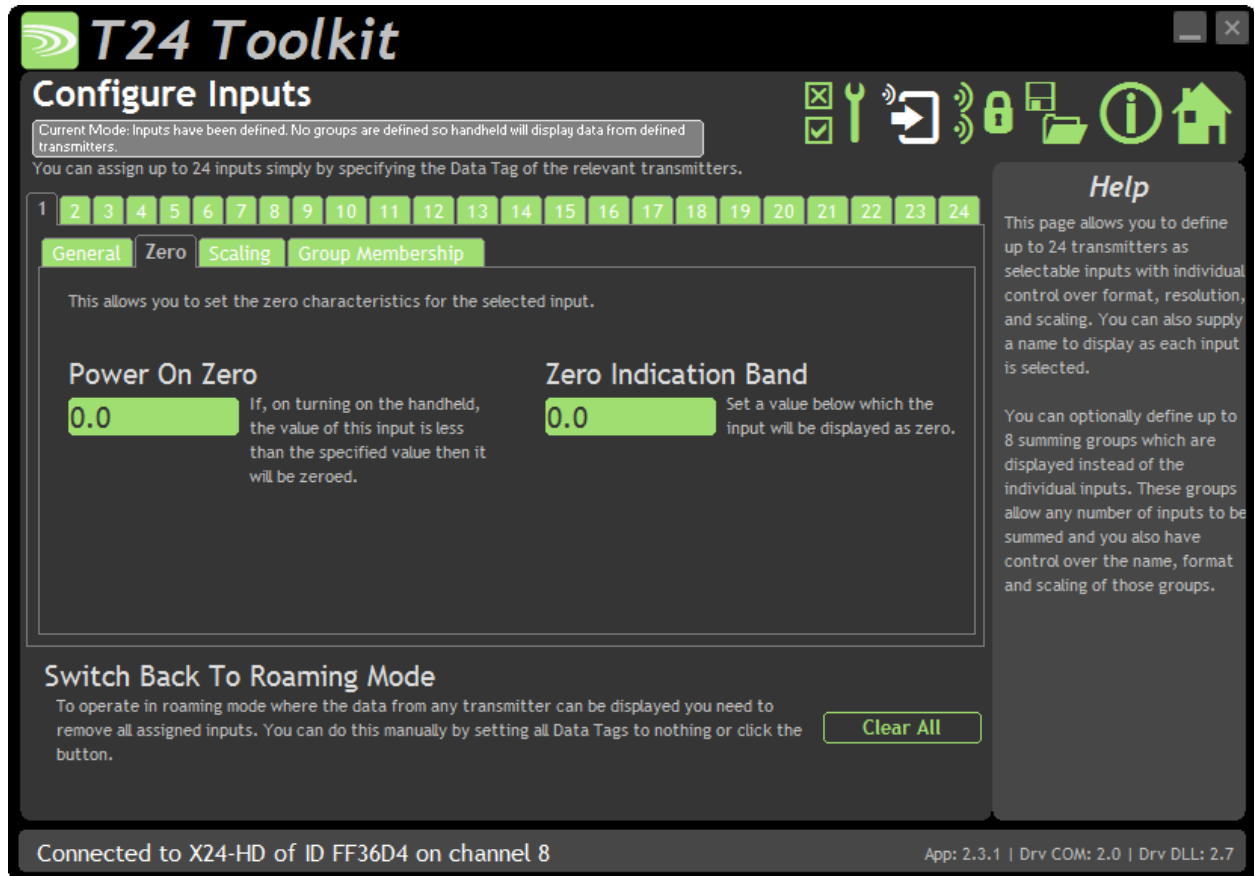 T24 Toolkit
Configure Inputs
Current Mode: Inputs have been defined. No groups are defined so handheld will display data from defined
transmitters.
You can assign up to 24 inputs simply by specifying the Data Tag of the relevant transmitters.
1 2 3 4 5 6 7 8 9 10 11 12 13 14 15 16 17 18 19 20 21 22 23 24
General Zero Scaling Group Membership
This allows you to set the zero characteristics for the selected input.
Power On Zero
0.0
If, on turning on the handheld,
the value of this input is less
than the specified value then it
will be zeroed.
Zero Indication Band
0.0
Set a value below which the
input will be displayed as zero.
Switch Back To Roaming Mode
To operate in roaming mode where the data from any transmitter can be displayed you need to
remove all assigned inputs. You can do this manually by setting all Data Tags to nothing or click the
button.
Clear All
Help
This page allows you to define
up to 24 transmitters as
selectable inputs with individual
control over format, resolution,
and scaling. You can also supply
a name to display as each input
is selected.
You can optionally define up to
8 summing groups which are
displayed instead of the
individual inputs. These groups
allow any number of inputs to be
summed and you also have
control over the name, format
and scaling of those groups.
Connected to X24-HD of ID FF36D4 on channel 8
App: 2.3.1 | Drv COM: 2.0 | Drv DLL: 2.7